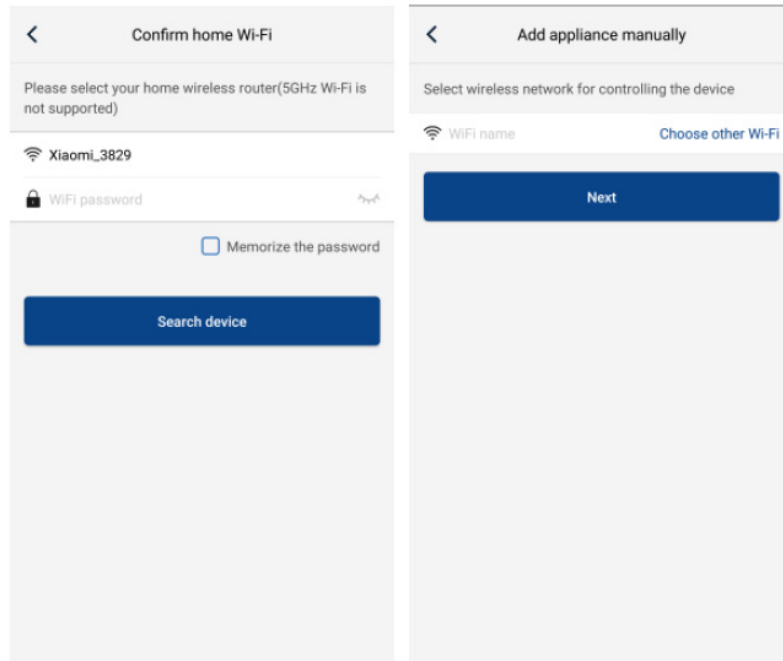 Confirm home Wi-Fi
Please select your home wireless router(5GHz Wi-Fi is
not supported)
Xiaomi_3829
WiFi password
Memorize the password
Search device
Add appliance manually
Select wireless network for controlling the device
WiFi name
Choose other Wi-Fi
Next